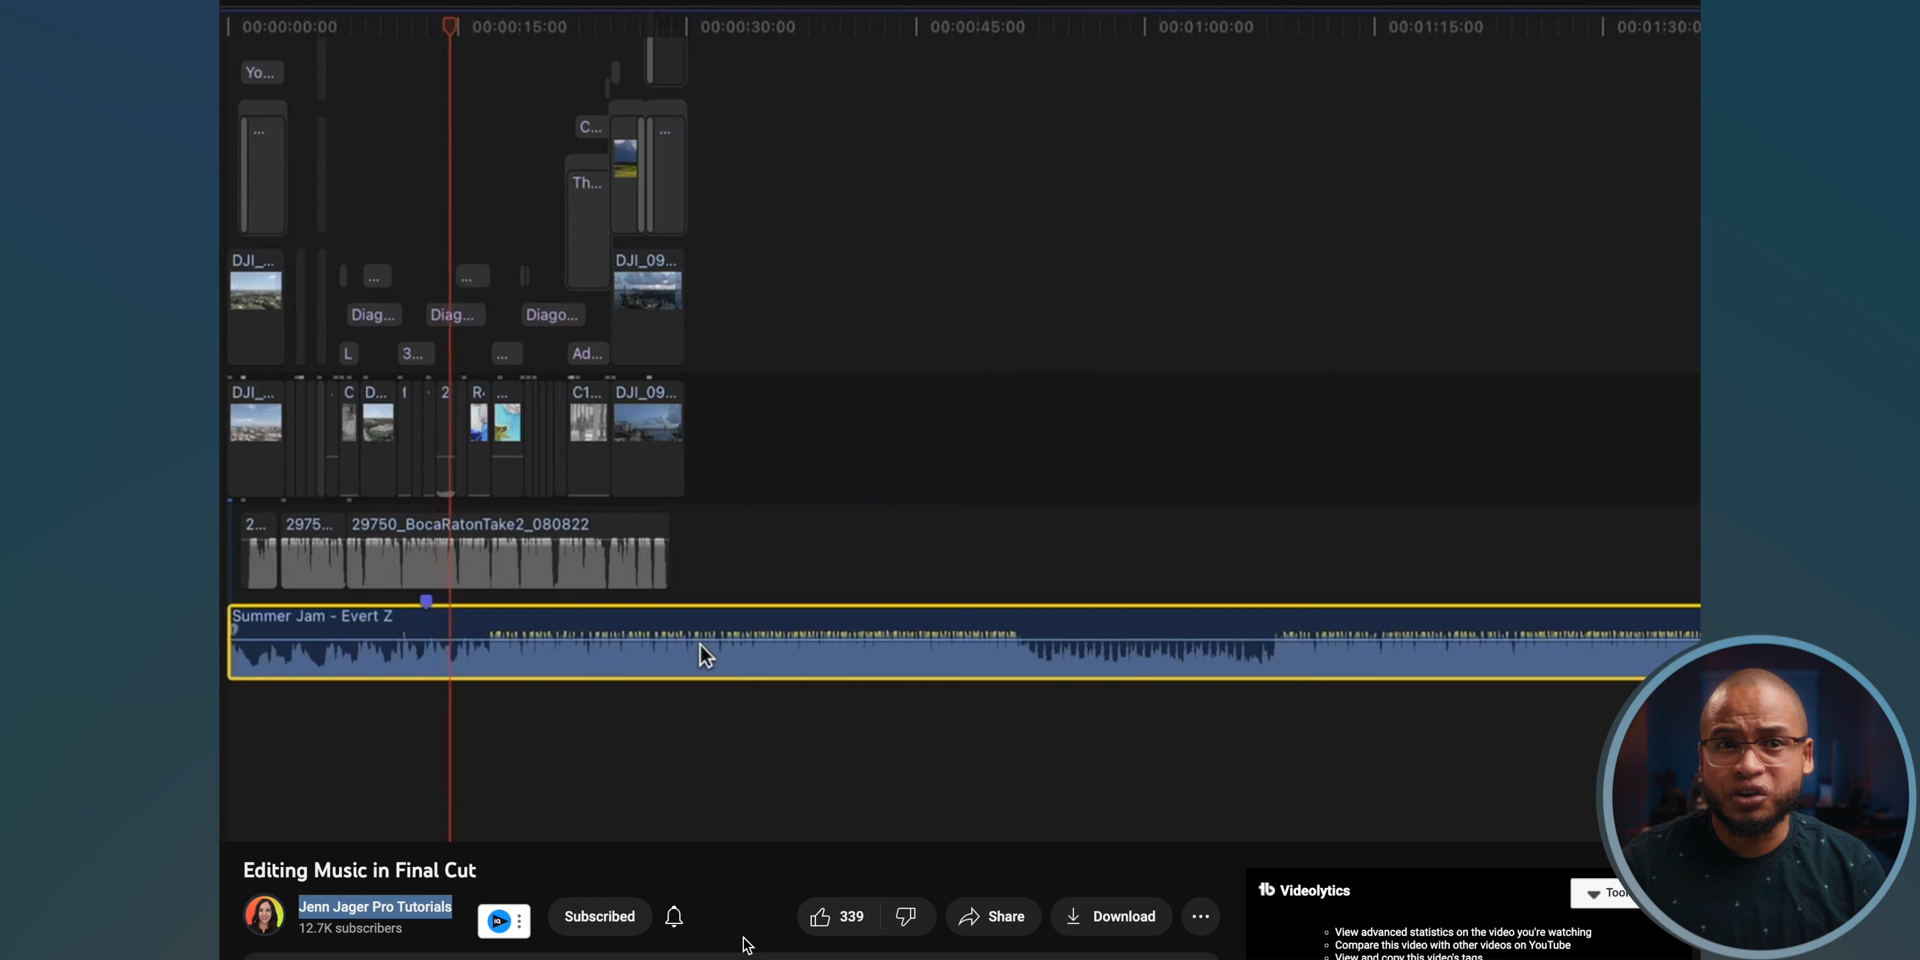 00:00:00:00
00:00:15:00
00:00:30:00
00:00:45:00
00:01:00:00
00:01:15:00
00:01:30:0
Yo...
...
C...
...
Th...
DJI_...
DJI_09...
...
...
Diag...
Diag...
Diago...
L
3...
...
Ad...
DJI_...
C
D...
1
2
R
...
C1...
DJI_09...
2...
2975...
29750_BocaRatonTake2_080822
Summer Jam - Evert Z
Editing Music in Final Cut
Jenn Jager Pro Tutorials
12.7K subscribers
Subscribed
339
Share
Download
tb Videolytics
Tool
View advanced statistics on the video you're watching
Compare this video with other videos on YouTube
View and copy this video's tags